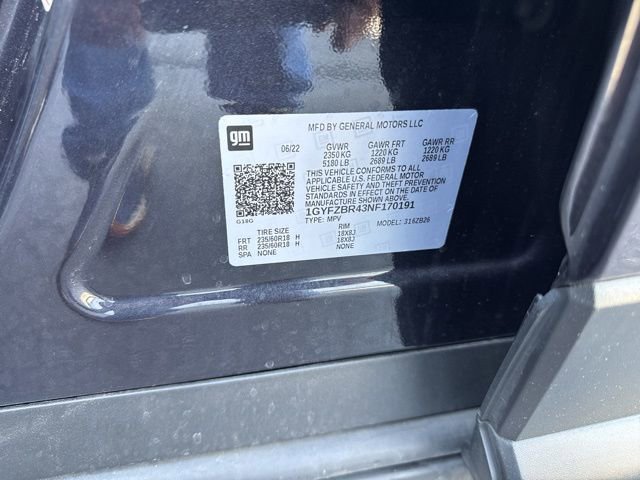 gm
MFD BY GENERAL MOTORS LLC
06/22 GVWR GAWR FRT GAWR RR
2350 KG 1220 KG 1220 KG
5180 LB 2689 LB 2689 LB
THIS VEHICLE CONFORMS TO ALL
APPLICABLE U.S. FEDERAL MOTOR
VEHICLE SAFETY AND THEFT PREVENTION
STANDARDS IN EFFECT ON THE DATE OF
MANUFACTURE SHOWN ABOVE.
1GYFZBR43NF170191
G18G TYPE: MPV MODEL: 316ZB26
TIRE SIZE RIM
FRT 235/60R18 H 18X8J
RR 235/60R18 H 18X8J
SPA NONE NONE